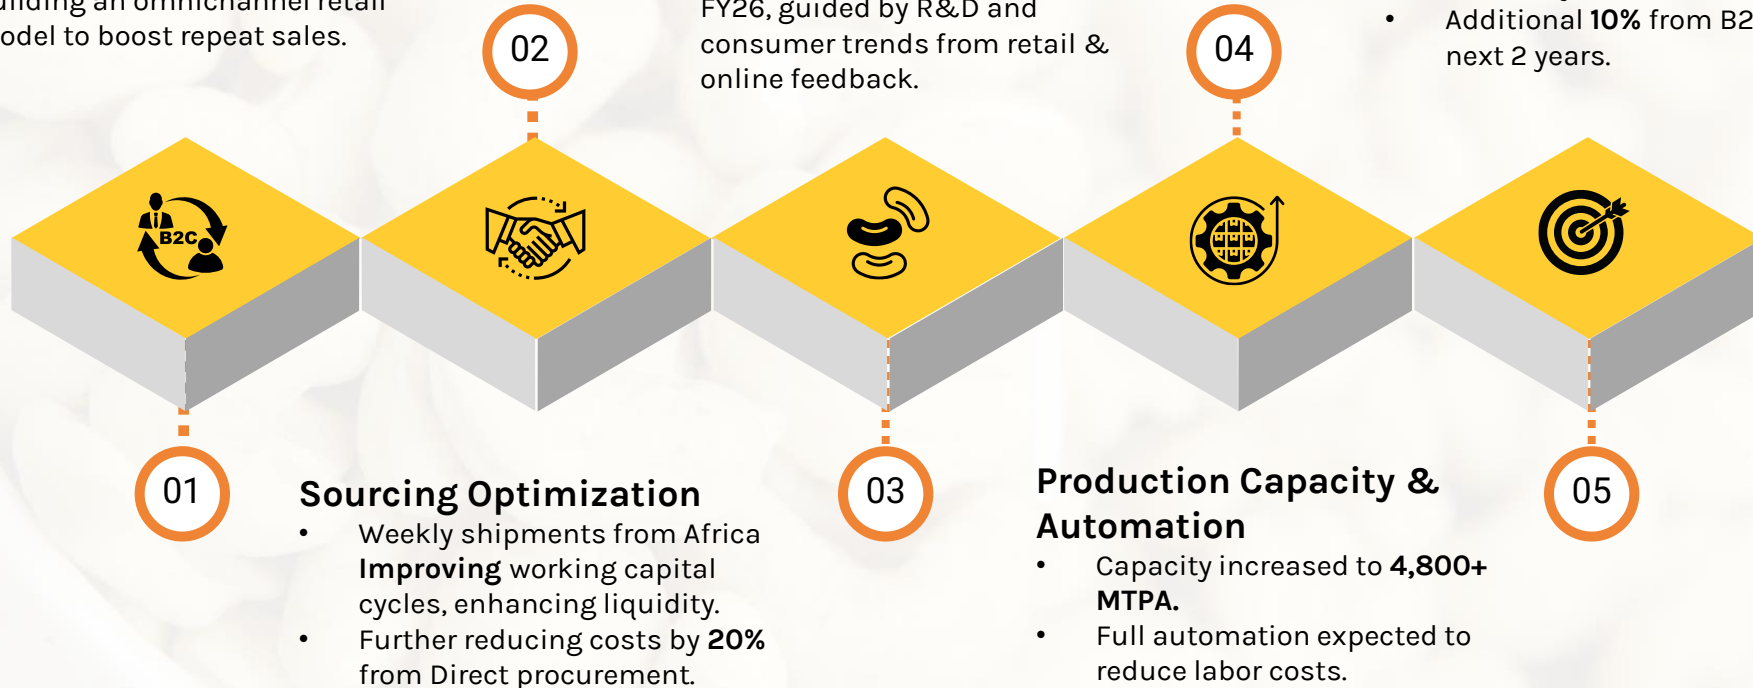 an omnichannel retail
to boost repeat sales.
02
FY26, guided by R&D and
consumer trends from retail &
online feedback.
04
• Additional 10% from
next 2 years.
B2C
01
Sourcing Optimization
• Weekly shipments from Africa
Improving working capital
cycles, enhancing liquidity.
• Further reducing costs by 20%
from Direct procurement.
03
Production Capacity &
Automation
• Capacity increased to 4,800+
MTPA.
• Full automation expected to
reduce labor costs.
05